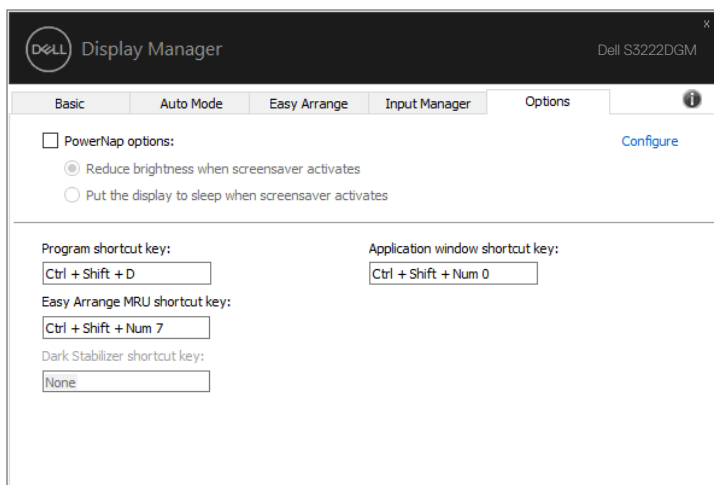 x
DELL Display Manager
Dell S3222DGM
Basic Auto Mode Easy Arrange Input Manager Options i
PowerNap options: Configure
Reduce brightness when screensaver activates
Put the display to sleep when screensaver activates
Program shortcut key: Application window shortcut key:
Ctrl + Shift + D Ctrl + Shift + Num 0
Easy Arrange MRU shortcut key:
Ctrl + Shift + Num 7
Dark Stabilizer shortcut key:
None